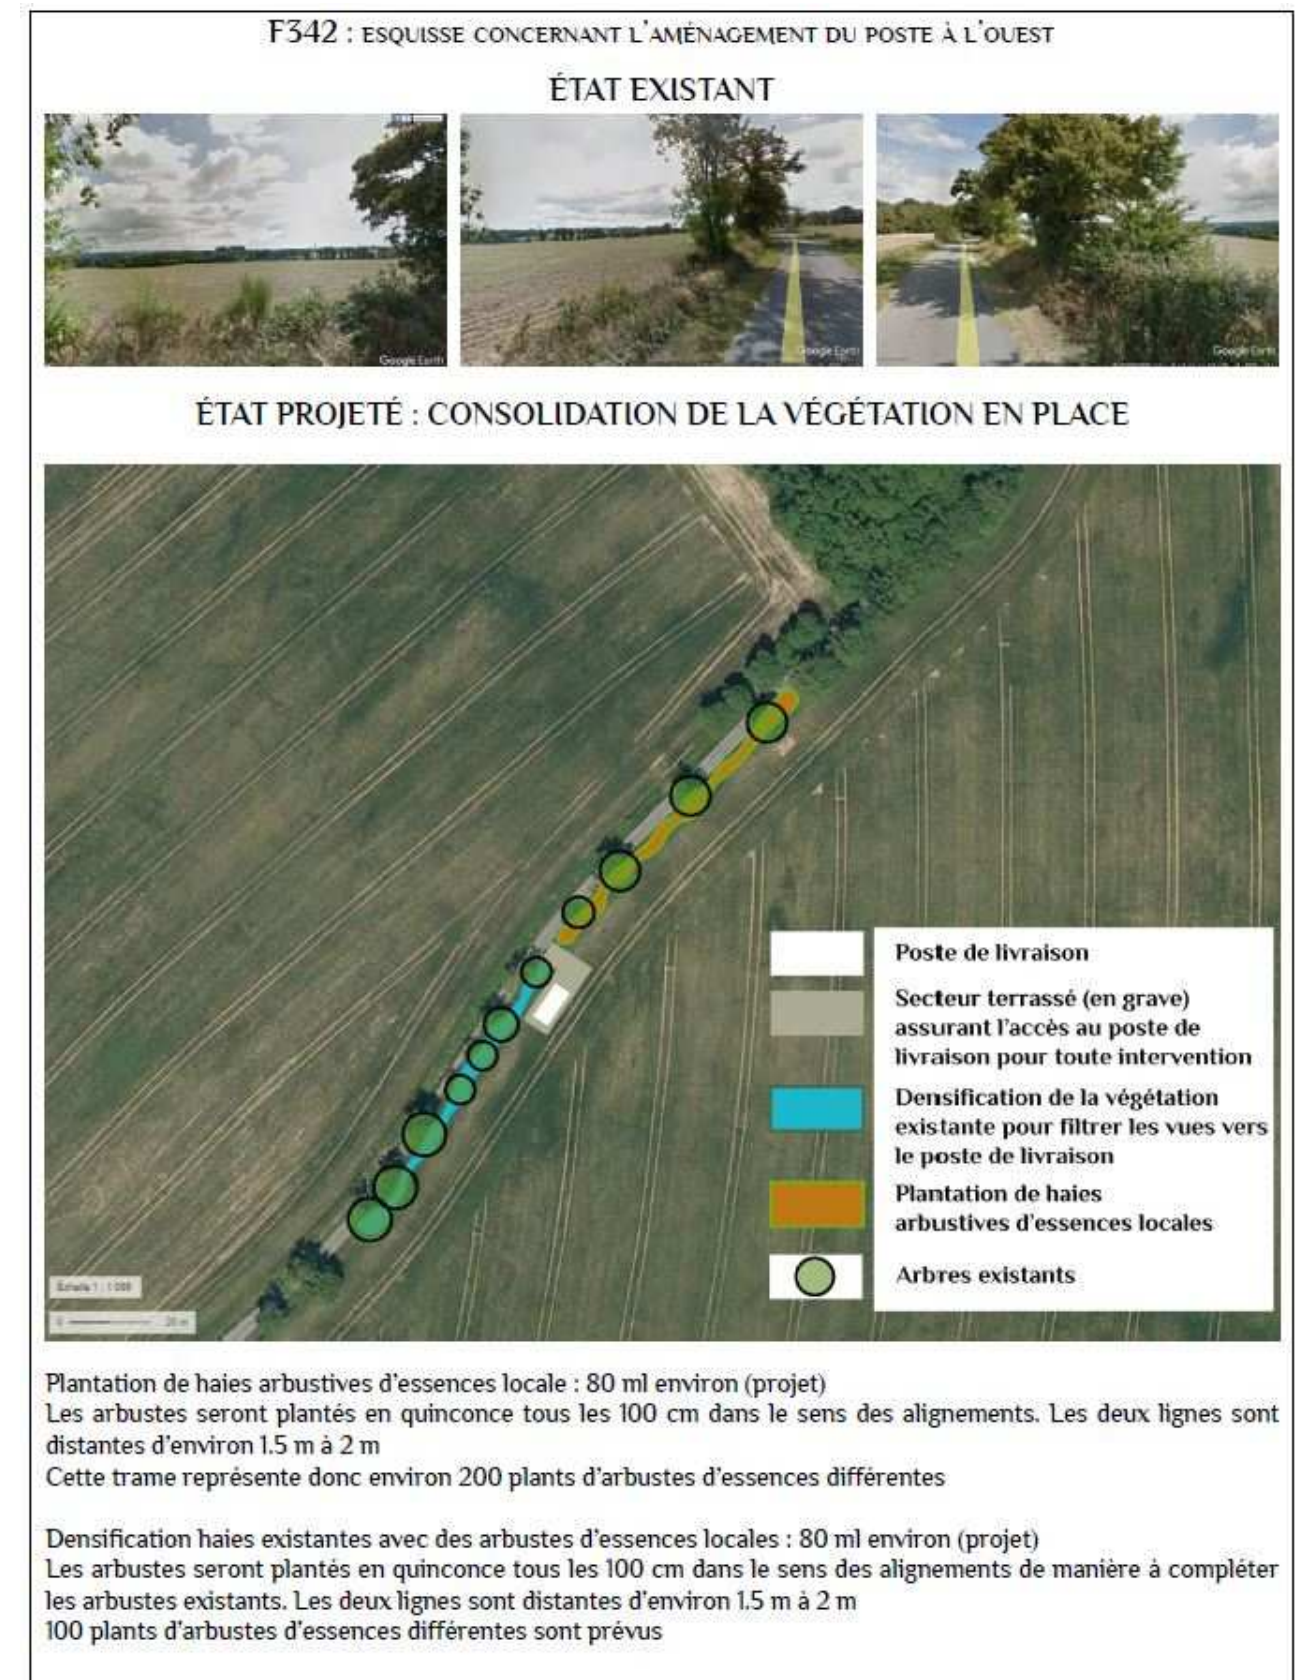 F342 : ESQUISSE CONCERNANT L'AMÉNAGEMENT DU POSTE À L'OUEST
ÉTAT EXISTANT
Google Earth
Google Earth
Google Earth
ÉTAT PROJETÉ : CONSOLIDATION DE LA VÉGÉTATION EN PLACE
Poste de livraison
Secteur terrassé (en grave)
assurant l'accès au poste de
livraison pour toute intervention
Densification de la végétation
existante pour filtrer les vues vers
le poste de livraison
Plantation de haies
arbustives d'essences locales
Arbres existants
0 20 m
Plantation de haies arbustives d'essences locale : 80 ml environ (projet)
Les arbustes seront plantés en quinconce tous les 100 cm dans le sens des alignements. Les deux lignes sont
distantes d'environ 1.5 m à 2 m
Cette trame représente donc environ 200 plants d'arbustes d'essences différentes
Densification haies existantes avec des arbustes d'essences locales : 80 ml environ (projet)
Les arbustes seront plantés en quinconce tous les 100 cm dans le sens des alignements de manière à compléter
les arbustes existants. Les deux lignes sont distantes d'environ 1.5 m à 2 m
100 plants d'arbustes d'essences différentes sont prévus